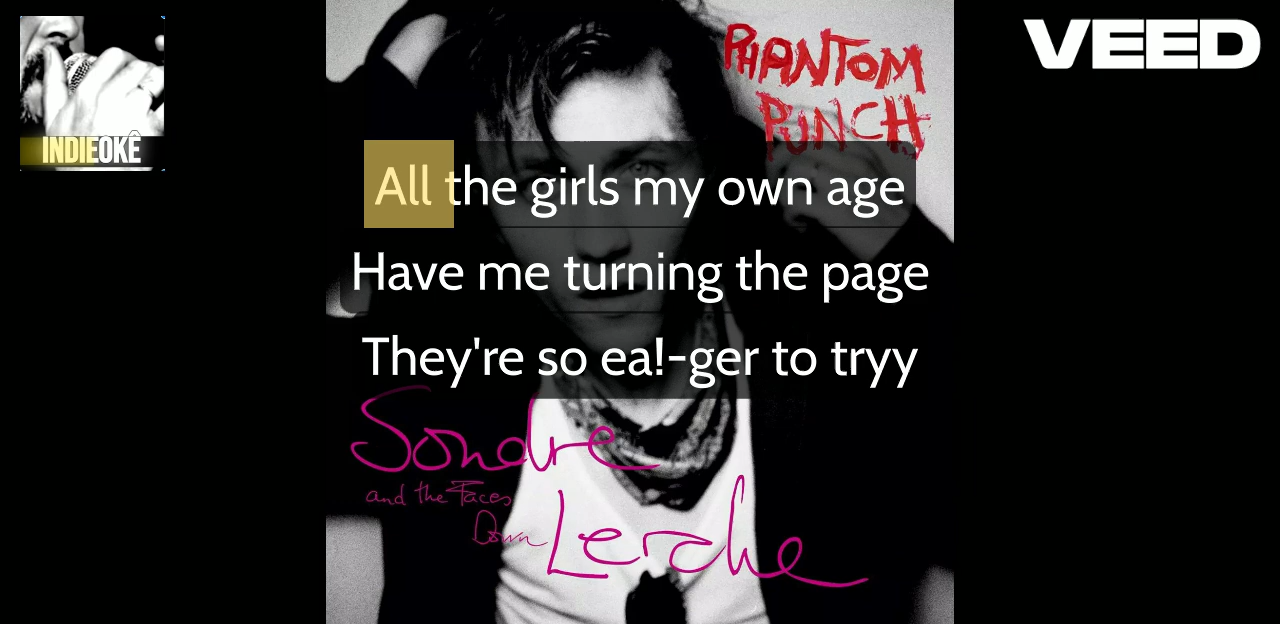 INDIEOKÊ
VEED
PHANTOM
PUNCH
All the girls my own age
Have me turning the page
They're so ea!-ger to tryy
Sondre
and the Faces
Down
Lerche